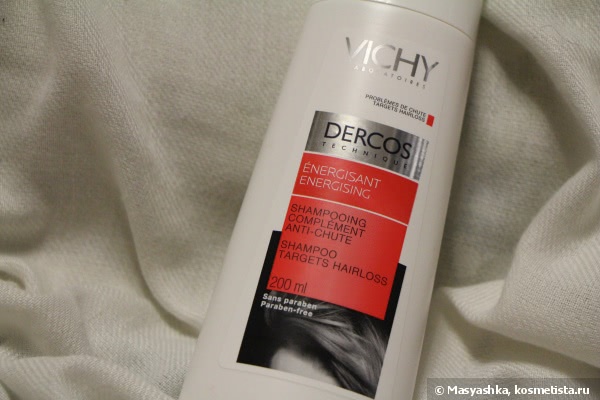 VICHY
LABORATOIRES
PROBLÈMES DE CHUTE
TARGETS HAIRLOSS
DERCOS
TECHNIQUE
ÉNERGISANT
ENERGISING
SHAMPOOING
COMPLÉMENT
ANTI-CHUTE
SHAMPOO
TARGETS HAIRLOSS
200 ml
Sans paraben
Paraben-free
© Masyashka, kosmetista.ru